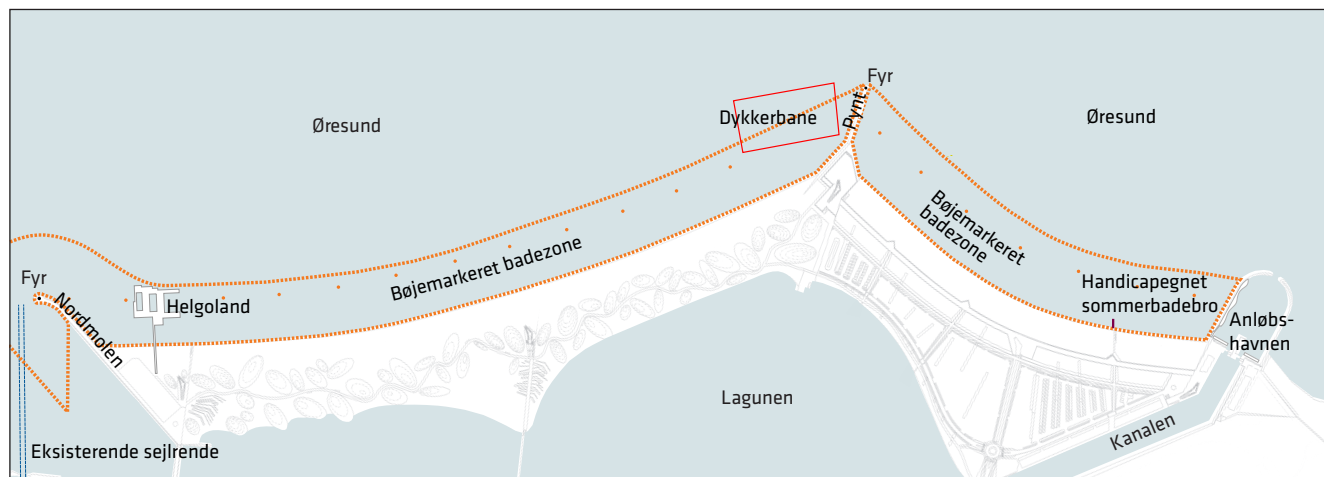 Fyr
Dykkerbane
Pynt
Øresund
Øresund
Bøjemarkeret
badezone
Bøjemarkeret badezone
Fyr
Nordmolen
Helgoland
Handicapegnet
sommerbadebro
Anløbs-
havnen
Lagunen
Kanalen
Eksisterende sejlrende